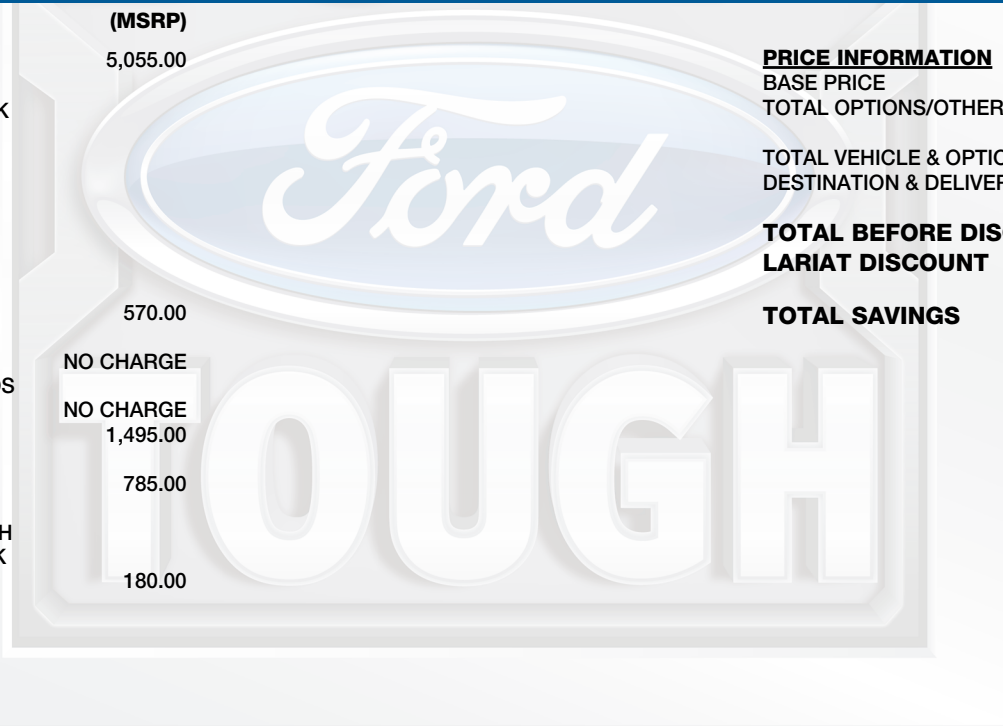 (MSRP)
5,055.00
K
570.00
NO CHARGE
S
NO CHARGE
1,495.00
785.00
H
K
180.00
PRICE INFORMATION
BASE PRICE
TOTAL OPTIONS/OTHER
TOTAL VEHICLE & OPTIO
DESTINATION & DELIVER
TOTAL BEFORE DIS
LARIAT DISCOUNT
TOTAL SAVINGS
Ford
TOUGH